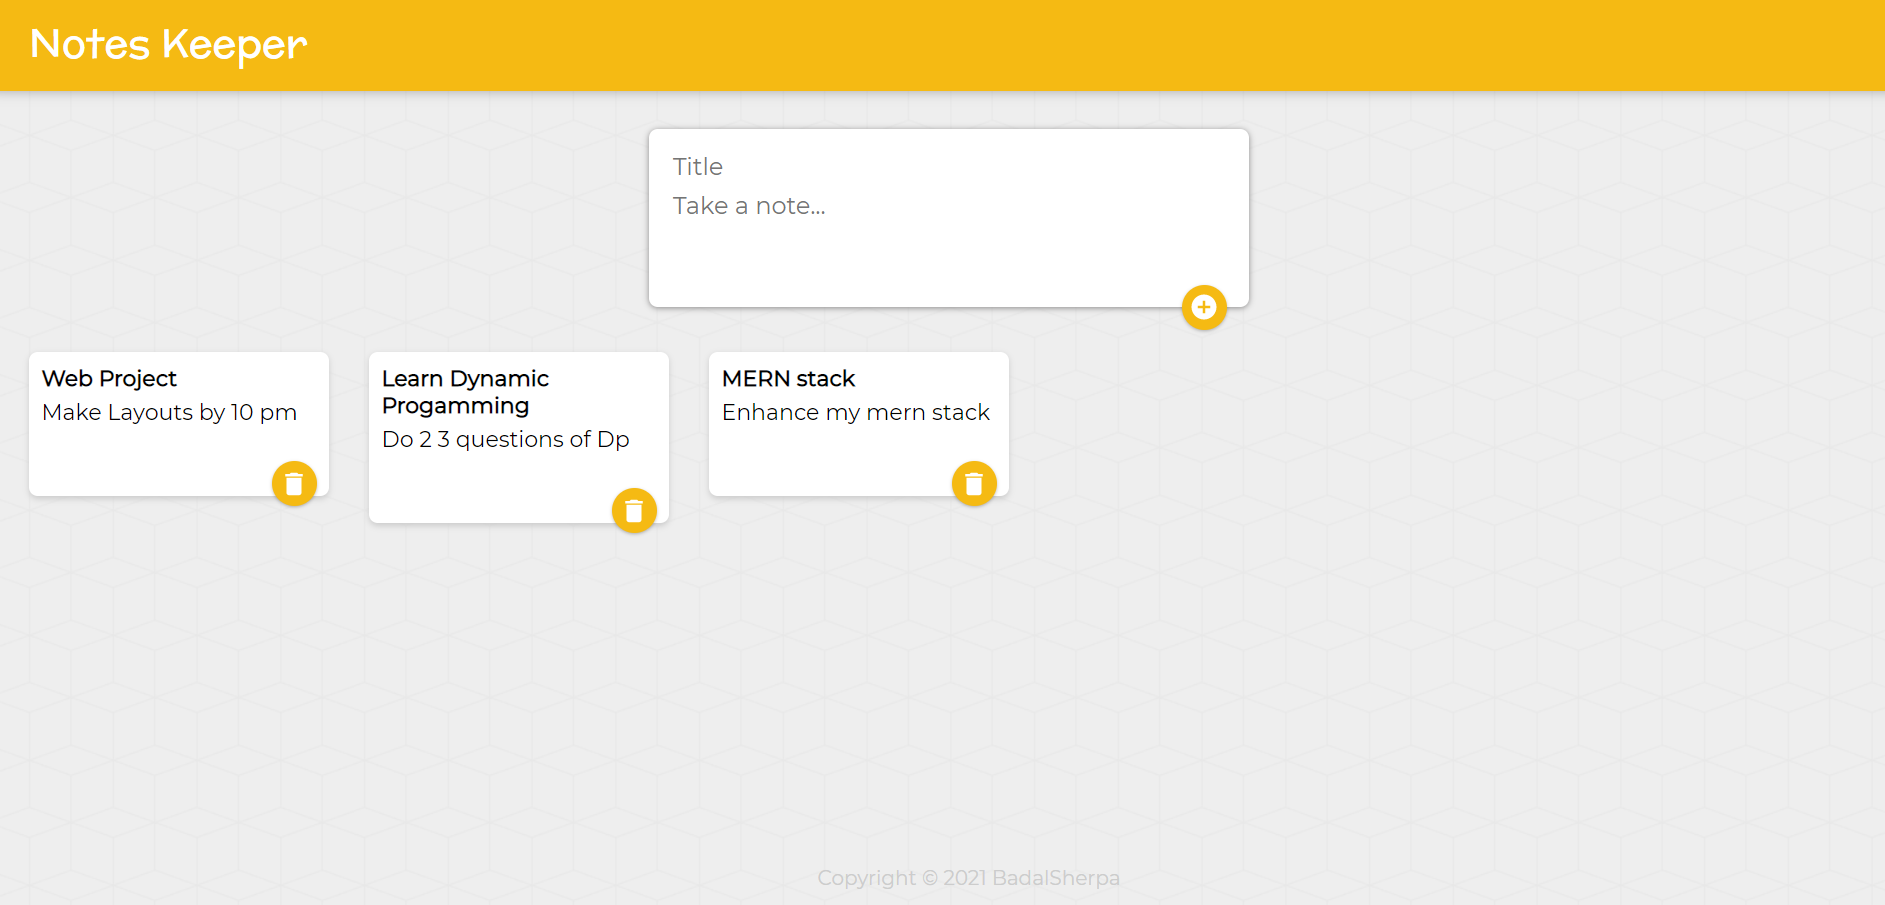 Notes Keeper
Title
Take a note...
Web Project
Make Layouts by 10 pm
Learn Dynamic
Progamming
Do 2 3 questions of Dp
MERN stack
Enhance my mern stack
Copyright © 2021 BadalSherpa